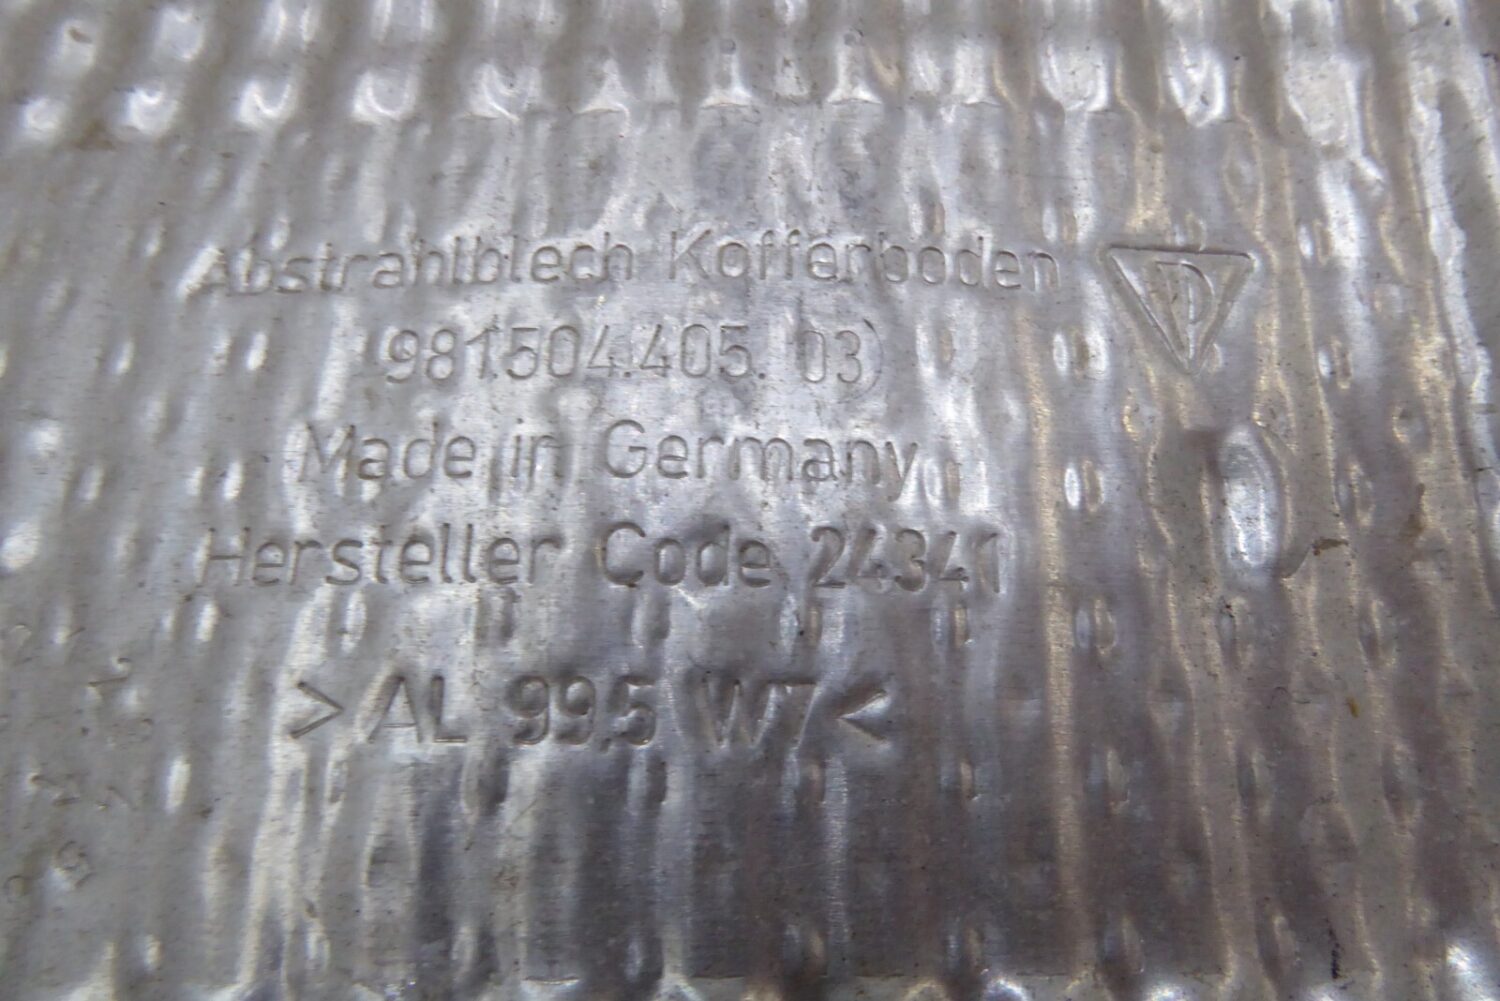 Abstrahlblech Kofferboden
981.504.405. 03
Made in Germany
Hersteller Code 24341
>AL 99,5 W7<